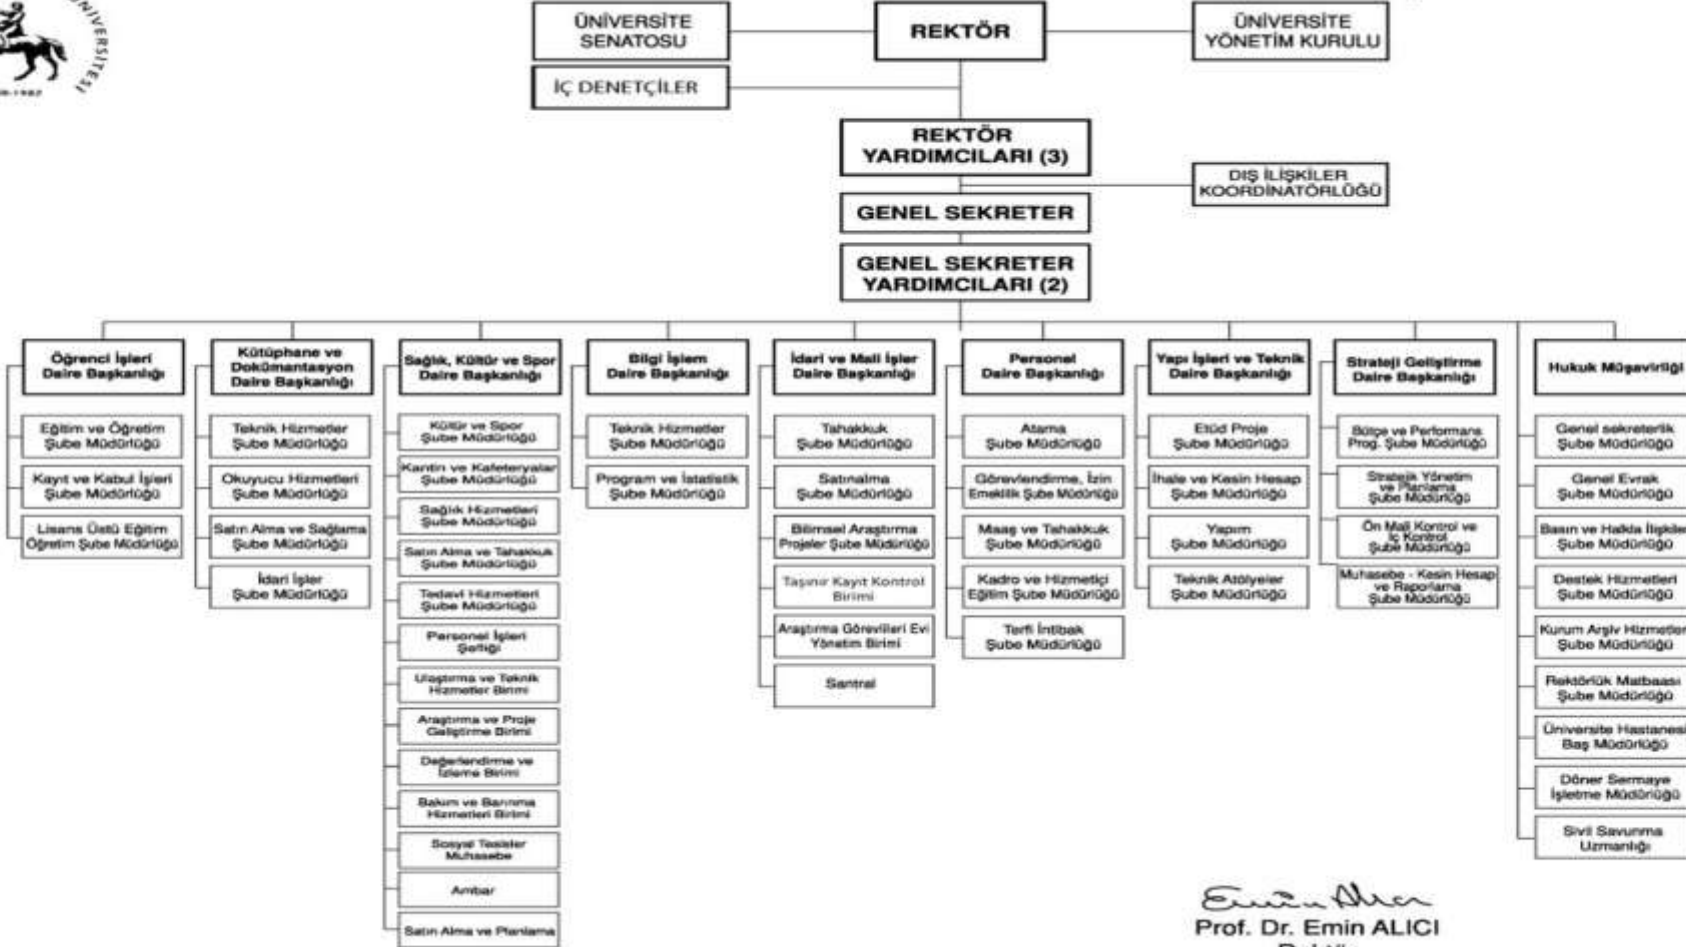 ÜNİVERSİTESİ
ÜNİVERSİTE
SENATOSU
REKTÖR
ÜNİVERSİTE
YÖNETİM KURULU
İÇ DENETÇİLER
REKTÖR
YARDIMCILARI (3)
DIŞ İLİŞKİLER
KOORDİNATÖRLÜĞÜ
GENEL SEKRETER
GENEL SEKRETER
YARDIMCILARI (2)
Öğrenci İşleri
Daire Başkanlığı
Eğitim ve Öğretim
Şube Müdürlüğü
Kayıt ve Kabul İşleri
Şube Müdürlüğü
Lisans Üstü Eğitim
Öğretim Şube Müdürlüğü
Kütüphane ve
Dokümantasyon
Daire Başkanlığı
Teknik Hizmetler
Şube Müdürlüğü
Okuyucu Hizmetleri
Şube Müdürlüğü
Satın Alma ve Sağlama
Şube Müdürlüğü
İdari İşler
Şube Müdürlüğü
Sağlık, Kültür ve Spor
Daire Başkanlığı
Kültür ve Spor
Şube Müdürlüğü
Kantin ve Kafeteryalar
Şube Müdürlüğü
Sağlık Hizmetleri
Şube Müdürlüğü
Satın Alma ve Tahakkuk
Şube Müdürlüğü
Tedavi Hizmetleri
Şube Müdürlüğü
Personel İşleri
Şefliği
Ulaştırma ve Teknik
Hizmetler Birimi
Araştırma ve Proje
Geliştirme Birimi
Değerlendirme ve
İzleme Birimi
Bakım ve Barınma
Hizmetleri Birimi
Sosyal Tesisler
Muhasebe
Ambar
Satın Alma ve Planlama
Bilgi İşlem
Daire Başkanlığı
Teknik Hizmetler
Şube Müdürlüğü
Program ve İstatistik
Şube Müdürlüğü
İdari ve Mali İşler
Daire Başkanlığı
Tahakkuk
Şube Müdürlüğü
Satınalma
Şube Müdürlüğü
Bilimsel Araştırma
Projeler Şube Müdürlüğü
Taşınır Kayıt Kontrol
Birimi
Araştırma Görevlileri Evi
Yönetim Birimi
Santral
Personel
Daire Başkanlığı
Atama
Şube Müdürlüğü
Görevlendirme, İzin
Emeklilik Şube Müdürlüğü
Maaş ve Tahakkuk
Şube Müdürlüğü
Kadro ve Hizmetiçi
Eğitim Şube Müdürlüğü
Terfi İntibak
Şube Müdürlüğü
Yapı İşleri ve Teknik
Daire Başkanlığı
Etüd Proje
Şube Müdürlüğü
İhale ve Kesin Hesap
Şube Müdürlüğü
Yapım
Şube Müdürlüğü
Teknik Atölyeler
Şube Müdürlüğü
Strateji Geliştirme
Daire Başkanlığı
Bütçe ve Performans
Prog. Şube Müdürlüğü
Stratejik Yönetim
ve Planlama
Şube Müdürlüğü
Ön Mali Kontrol ve
İç Kontrol
Şube Müdürlüğü
Muhasebe - Kesin Hesap
ve Raporlama
Şube Müdürlüğü
Hukuk Müşavirliği
Genel sekreterlik
Şube Müdürlüğü
Genel Evrak
Şube Müdürlüğü
Basın ve Halkla İlişkiler
Şube Müdürlüğü
Destek Hizmetleri
Şube Müdürlüğü
Kurum Arşiv Hizmetleri
Şube Müdürlüğü
Rektörlük Matbaası
Şube Müdürlüğü
Üniversite Hastanesi
Baş Müdürlüğü
Döner Sermaye
İşletme Müdürlüğü
Sivil Savunma
Uzmanlığı
Prof. Dr. Emin ALICI